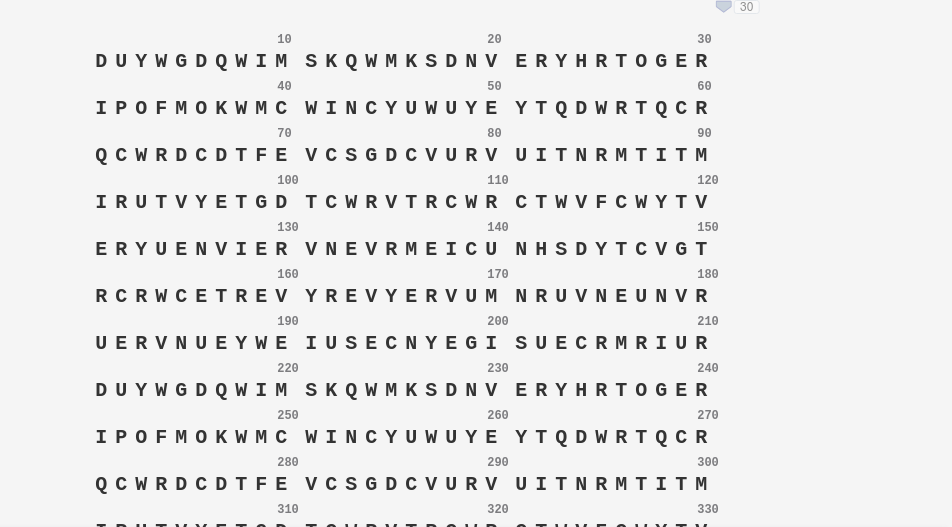 30
10 20 30
DUYWGDQWIM SKQWMKSDNV ERYHRTOGER
40 50 60
IPOFMOKWMC WINCYUWUYE YTQDWRTQCR
70 80 90
QCWRDCDTFE VCSGDCVURV UITNRMTITM
100 110 120
IRUTVYETGD TCWRVTRCWR CTWVFCWYTV
130 140 150
ERYUENVIER VNEVRMEICU NHSDYTCVGT
160 170 180
RCRWCETREV YREVYERVUM NRUVNEUNVR
190 200 210
UERVNUEYWE IUSECNYEGI SUECRMRIUR
220 230 240
DUYWGDQWIM SKQWMKSDNV ERYHRTOGER
250 260 270
IPOFMOKWMC WINCYUWUYE YTQDWRTQCR
280 290 300
QCWRDCDTFE VCSGDCVURV UITNRMTITM
310 320 330